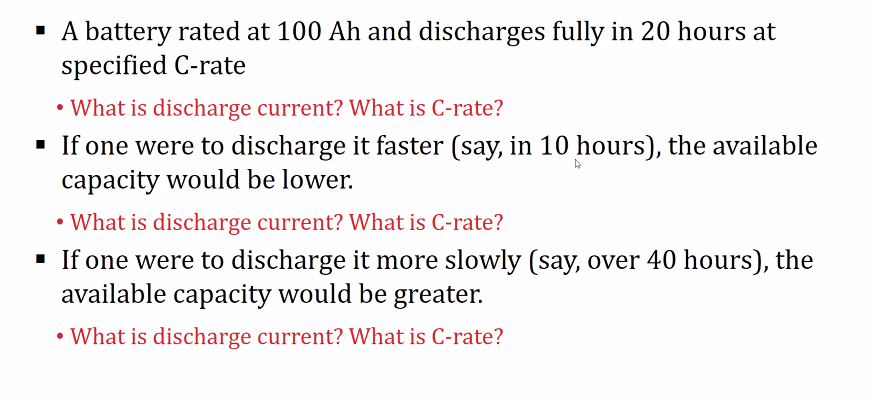 ▪ A battery rated at 100 Ah and discharges fully in 20 hours at
specified C-rate
• What is discharge current? What is C-rate?
▪ If one were to discharge it faster (say, in 10 hours), the available
capacity would be lower.
• What is discharge current? What is C-rate?
▪ If one were to discharge it more slowly (say, over 40 hours), the
available capacity would be greater.
• What is discharge current? What is C-rate?